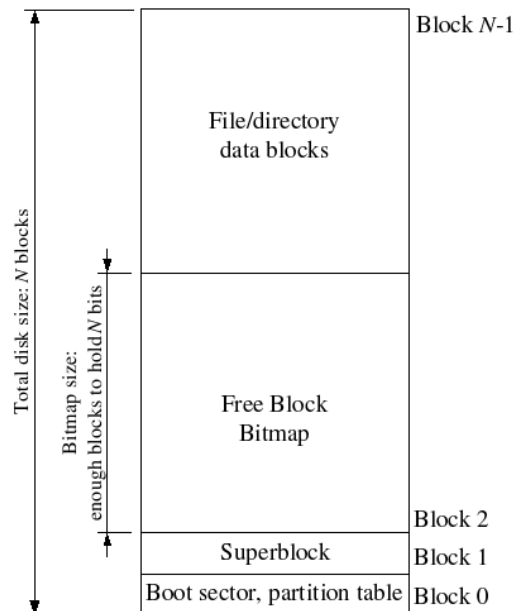 Block N-1
File/directory
data blocks
Total disk size: N blocks
Bitmap size:
enough blocks to hold N bits
Free Block
Bitmap
Block 2
Superblock
Block 1
Boot sector, partition table
Block 0